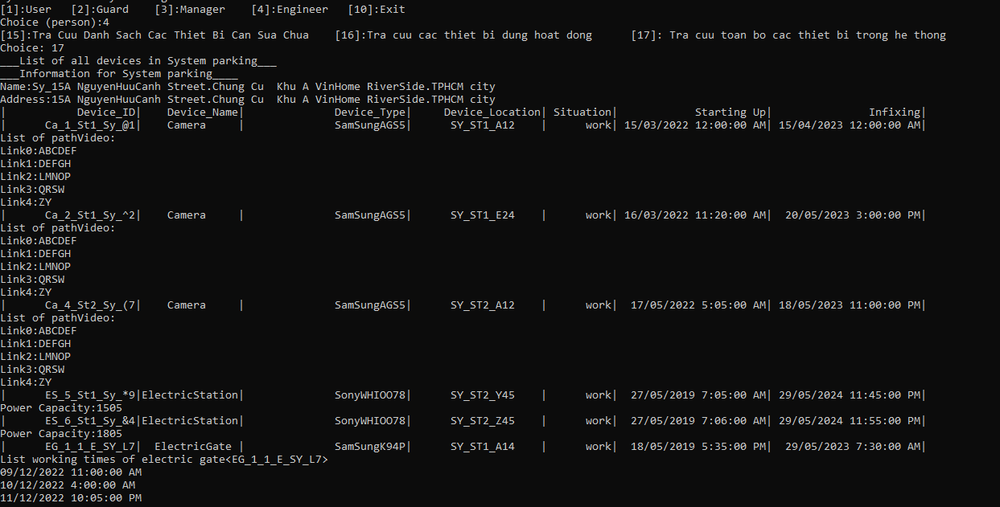 [1]:User   [2]:Guard    [3]:Manager    [4]:Engineer   [10]:Exit
Choice (person):4
[15]:Tra Cuu Danh Sach Cac Thiet Bi Can Sua Chua    [16]:Tra cuu cac thiet bi dung hoat dong      [17]: Tra cuu toan bo cac thiet bi trong he thong
Choice: 17
___List of all devices in System parking___
___Information for System parking____
Name:Sy_15A NguyenHuuCanh Street.Chung Cu  Khu A VinHome RiverSide.TPHCM city
Address:15A NguyenHuuCanh Street.Chung Cu  Khu A VinHome RiverSide.TPHCM city
|           Device_ID|    Device_Name|              Device_Type|     Device_Location| Situation|            Starting Up|               Infixing|
|      Ca_1_St1_Sy_@1|    Camera     |              SamSungAGS5|      SY_ST1_A12    |      work| 15/03/2022 12:00:00 AM| 15/04/2023 12:00:00 AM|
List of pathVideo:
Link0:ABCDEF
Link1:DEFGH
Link2:LMNOP
Link3:QRSW
Link4:ZY
|      Ca_2_St1_Sy_^2|    Camera     |              SamSungAGS5|      SY_ST1_E24    |      work| 16/03/2022 11:20:00 AM|  20/05/2023 3:00:00 PM|
List of pathVideo:
Link0:ABCDEF
Link1:DEFGH
Link2:LMNOP
Link3:QRSW
Link4:ZY
|      Ca_4_St2_Sy_(7|    Camera     |              SamSungAGS5|      SY_ST2_A12    |      work|  17/05/2022 5:05:00 AM| 18/05/2023 11:00:00 PM|
List of pathVideo:
Link0:ABCDEF
Link1:DEFGH
Link2:LMNOP
Link3:QRSW
Link4:ZY
|      ES_5_St1_Sy_*9|ElectricStation|              SonyWHIOO78|      SY_ST2_Y45    |      work|  27/05/2019 7:05:00 AM| 29/05/2024 11:45:00 PM|
Power Capacity:1505
|      ES_6_St1_Sy_&4|ElectricStation|              SonyWHIOO78|      SY_ST2_Z45    |      work|  27/05/2019 7:06:00 AM| 29/05/2024 11:55:00 PM|
Power Capacity:1805
|      EG_1_1_E_SY_L7|  ElectricGate |              SamSungK94P|      SY_ST1_A14    |      work|  18/05/2019 5:35:00 PM|  29/05/2023 7:30:00 AM|
List working times of electric gate<EG_1_1_E_SY_L7>
09/12/2022 11:00:00 AM
10/12/2022 4:00:00 AM
11/12/2022 10:05:00 PM